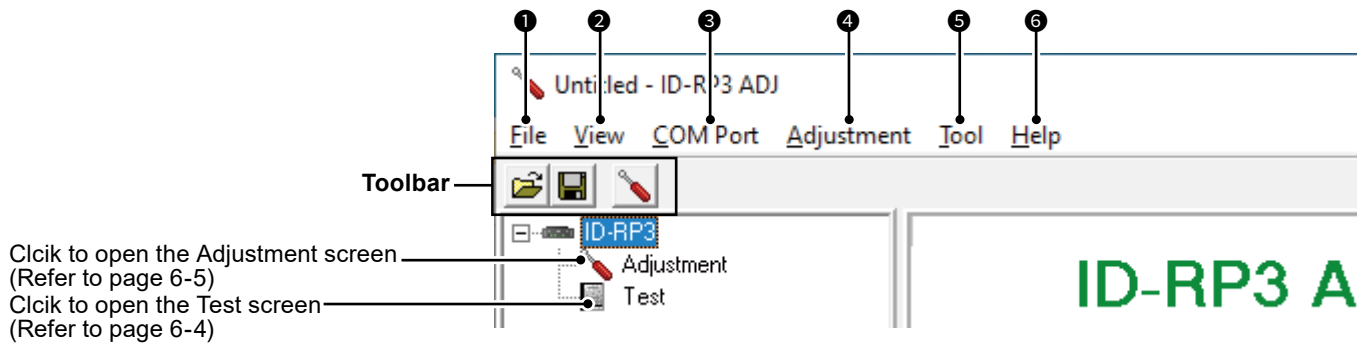 ❶ ❷ ❸ ❹ ❺ ❻
Untitled - ID-RP3 ADJ
File View COM Port Adjustment Tool Help
Toolbar
ID-RP3
Clcik to open the Adjustment screen
(Refer to page 6-5)
Adjustment
Clcik to open the Test screen
(Refer to page 6-4)
Test
ID-RP3 A